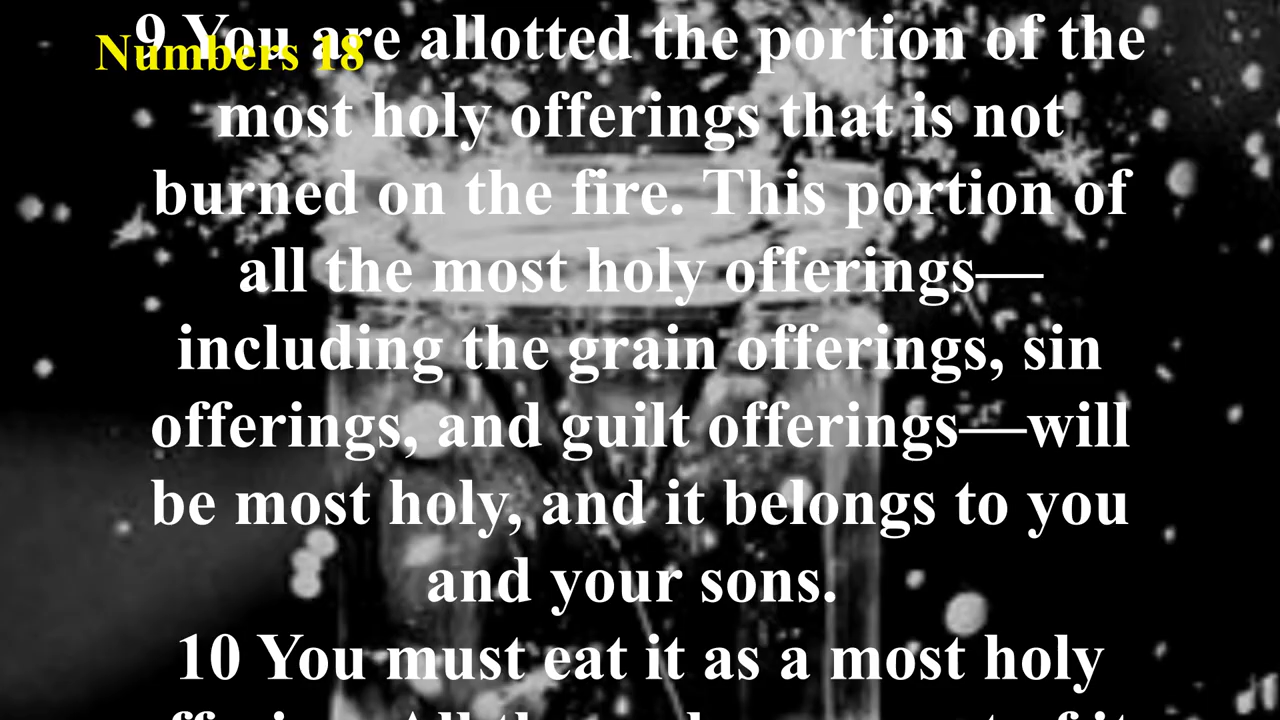 Numbers 18
9 You are allotted the portion of the
most holy offerings that is not
burned on the fire. This portion of
all the most holy offerings—
including the grain offerings, sin
offerings, and guilt offerings—will
be most holy, and it belongs to you
and your sons.
10 You must eat it as a most holy